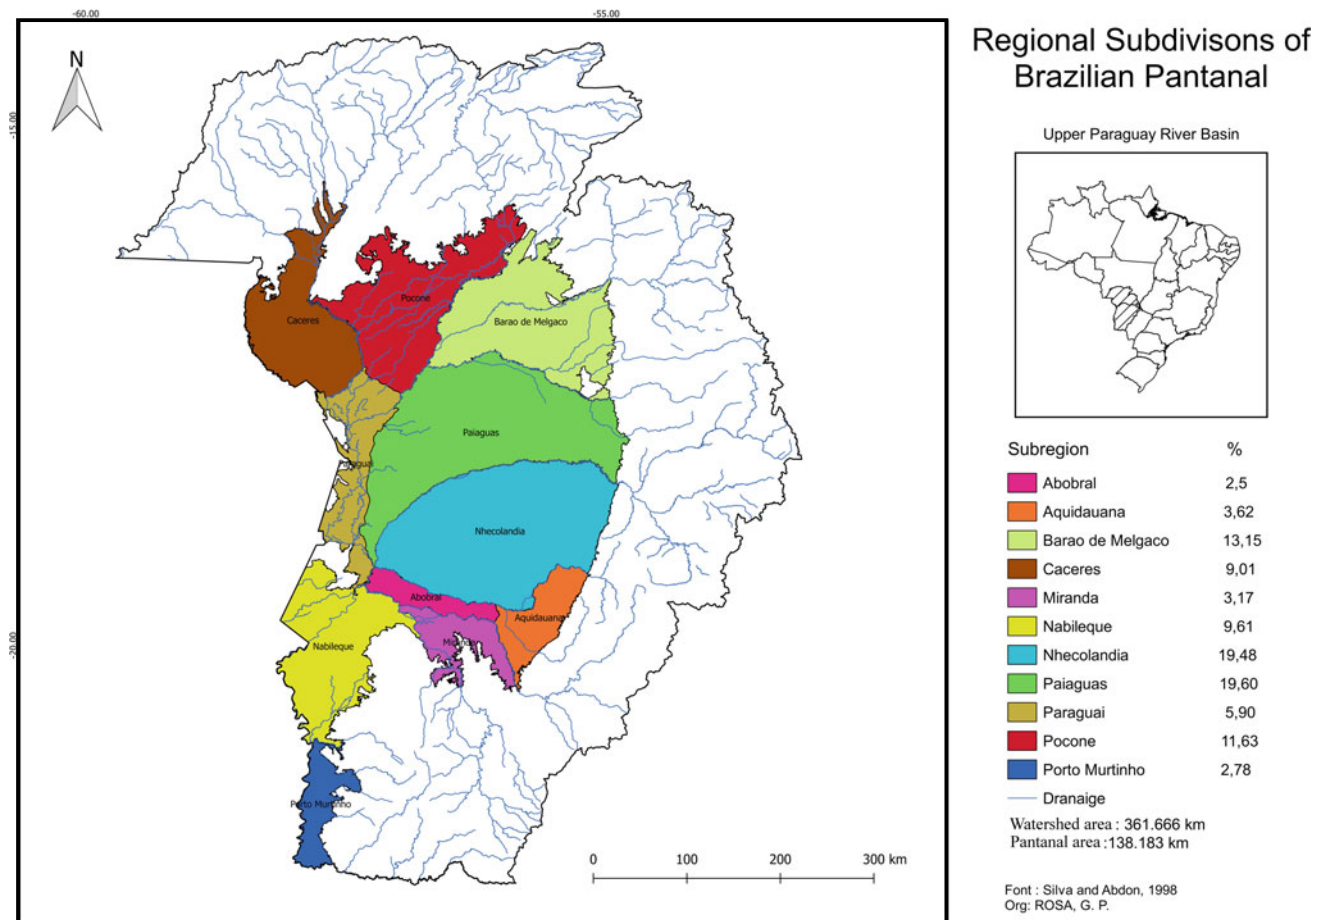 -60.00
-55.00
-15.00
-20.00
N
Caceres
Pocone
Barao de Melgaco
Paiaguas
Paraguai
Nhecolandia
Abobral
Aquidauana
Miranda
Nabileque
Porto Murtinho
0 100 200 300 km
Regional Subdivisons of
Brazilian Pantanal
Upper Paraguay River Basin
Subregion %
Abobral 2,5
Aquidauana 3,62
Barao de Melgaco 13,15
Caceres 9,01
Miranda 3,17
Nabileque 9,61
Nhecolandia 19,48
Paiaguas 19,60
Paraguai 5,90
Pocone 11,63
Porto Murtinho 2,78
Dranaige
Watershed area : 361.666 km
Pantanal area :138.183 km
Font : Silva and Abdon, 1998
Org: ROSA, G. P.